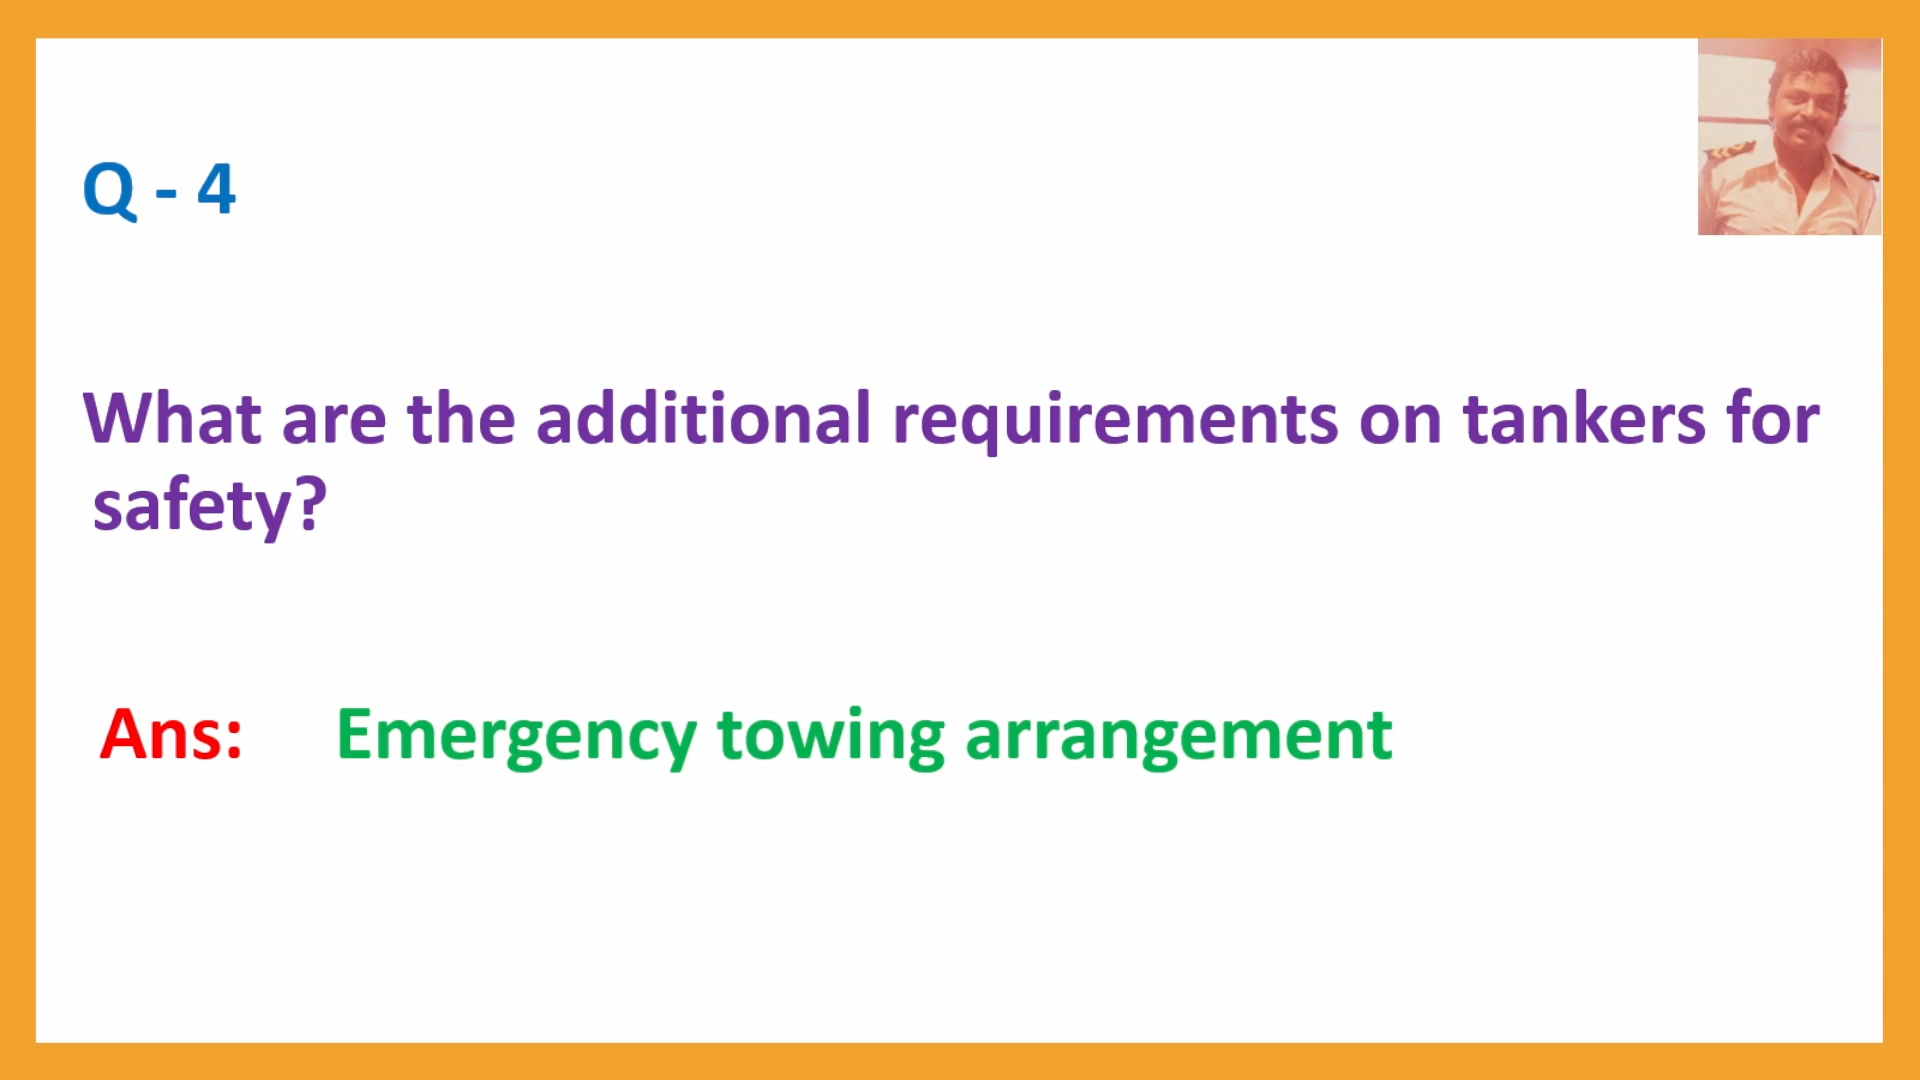 Q - 4
What are the additional requirements on tankers for
safety?
Ans: Emergency towing arrangement